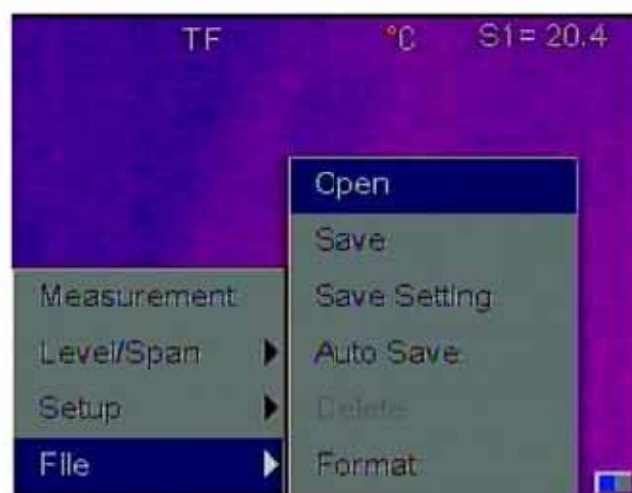 TF °C S1= 20.4
Open
Save
Measurement
Save Setting
Level/Span
Auto Save
Setup
Delete
File
Format